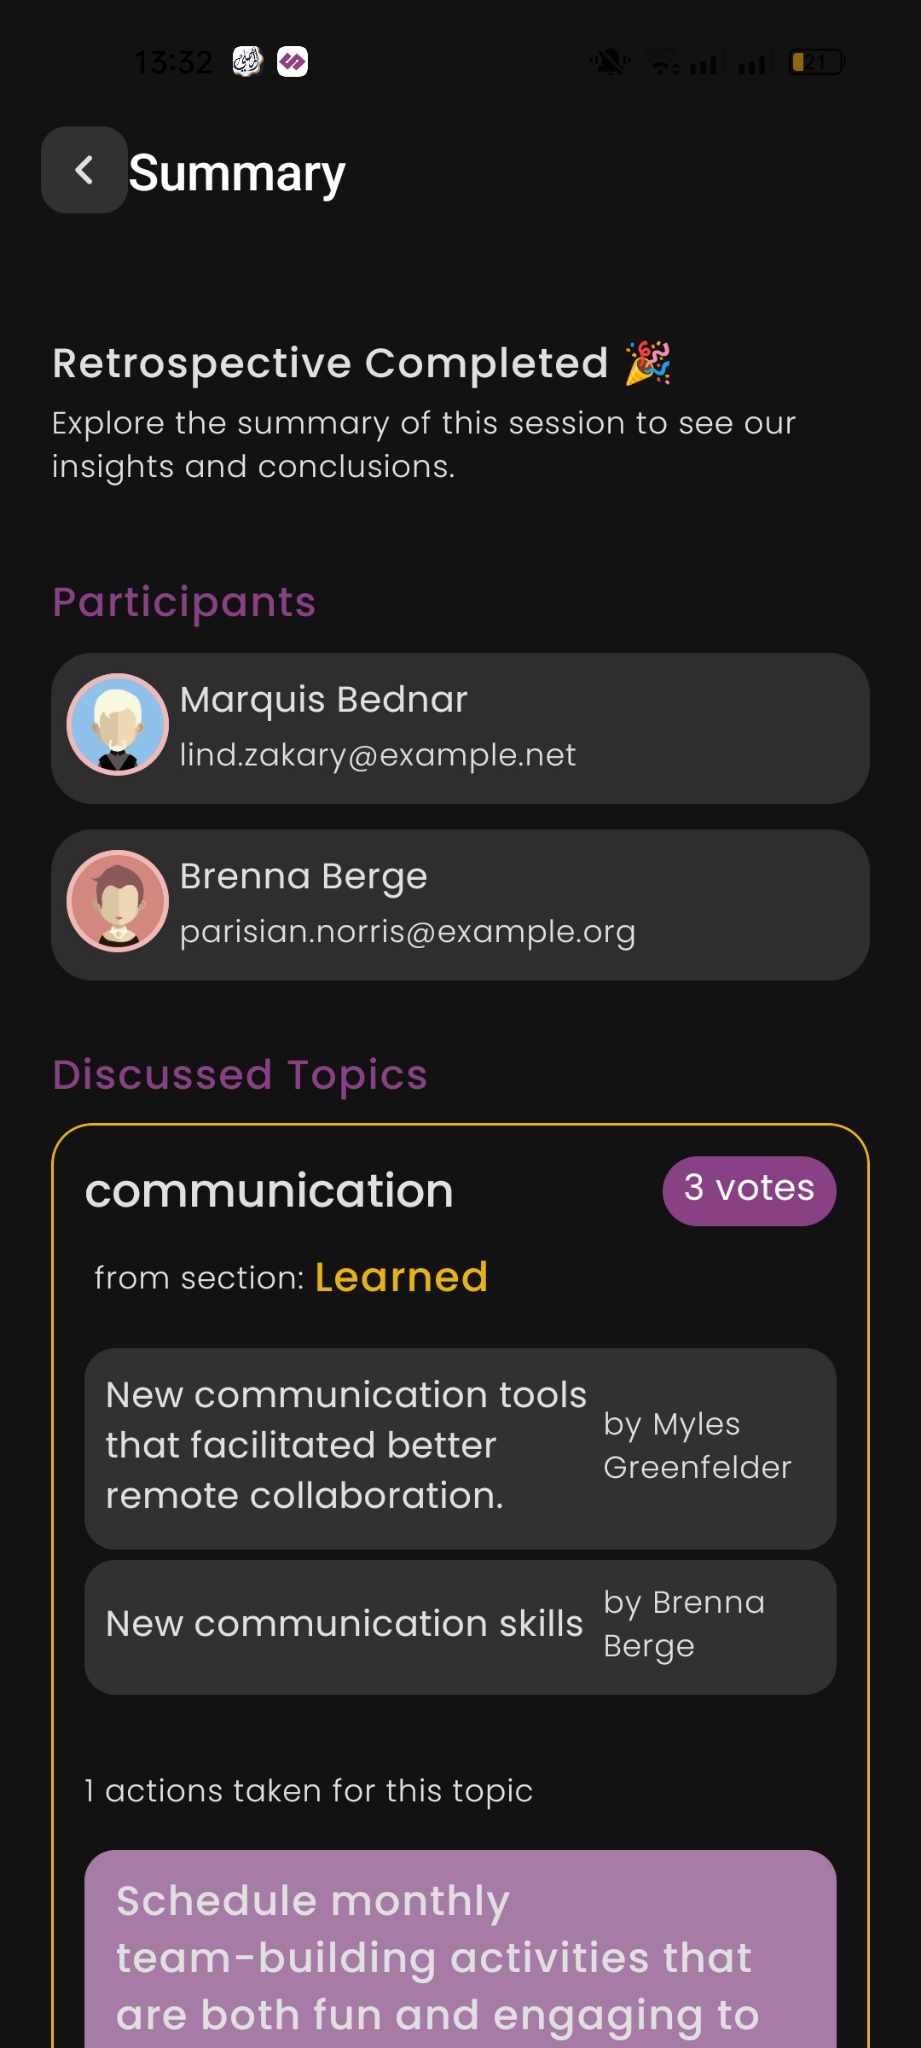 13:32
21
Summary
Retrospective Completed 🎉
Explore the summary of this session to see our
insights and conclusions.
Participants
Marquis Bednar
lind.zakary@example.net
Brenna Berge
parisian.norris@example.org
Discussed Topics
communication
3 votes
from section: Learned
New communication tools
that facilitated better
remote collaboration.
by Myles
Greenfelder
New communication skills
by Brenna
Berge
1 actions taken for this topic
Schedule monthly
team-building activities that
are both fun and engaging to